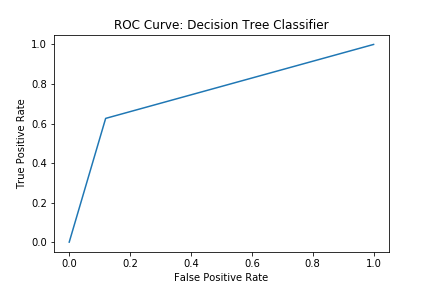 ROC Curve: Decision Tree Classifier
1.0
0.8
0.6
0.4
0.2
0.0
True Positive Rate
0.0 0.2 0.4 0.6 0.8 1.0
False Positive Rate